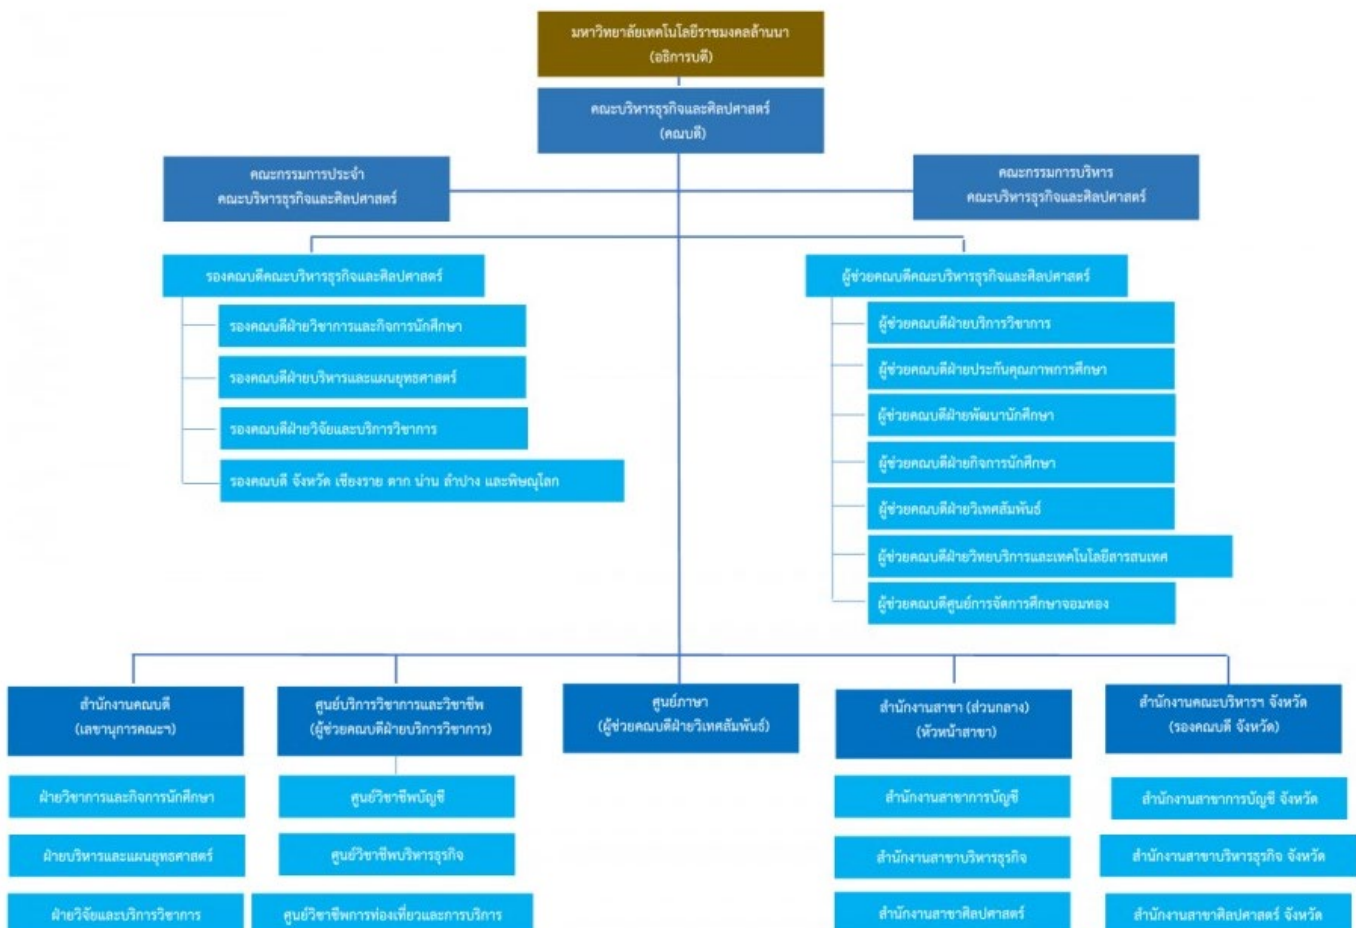 มหาวิทยาลัยเทคโนโลยีราชมงคลล้านนา
(อธิการบดี)
คณะบริหารธุรกิจและศิลปศาสตร์
(คณบดี)
คณะกรรมการประจำ
คณะบริหารธุรกิจและศิลปศาสตร์
คณะกรรมการบริหาร
คณะบริหารธุรกิจและศิลปศาสตร์
รองคณบดีคณะบริหารธุรกิจและศิลปศาสตร์
รองคณบดีฝ่ายวิชาการและกิจการนักศึกษา
รองคณบดีฝ่ายบริหารและแผนยุทธศาสตร์
รองคณบดีฝ่ายวิจัยและบริการวิชาการ
รองคณบดี จังหวัด เชียงราย ตาก น่าน ลำปาง และพิษณุโลก
ผู้ช่วยคณบดีคณะบริหารธุรกิจและศิลปศาสตร์
ผู้ช่วยคณบดีฝ่ายบริการวิชาการ
ผู้ช่วยคณบดีฝ่ายประกันคุณภาพการศึกษา
ผู้ช่วยคณบดีฝ่ายพัฒนานักศึกษา
ผู้ช่วยคณบดีฝ่ายกิจการนักศึกษา
ผู้ช่วยคณบดีฝ่ายวิเทศสัมพันธ์
ผู้ช่วยคณบดีฝ่ายวิทยบริการและเทคโนโลยีสารสนเทศ
ผู้ช่วยคณบดีศูนย์การจัดการศึกษาจอมทอง
สำนักงานคณบดี
(เลขานุการคณะฯ)
ฝ่ายวิชาการและกิจการนักศึกษา
ฝ่ายบริหารและแผนยุทธศาสตร์
ฝ่ายวิจัยและบริการวิชาการ
ศูนย์บริการวิชาการและวิชาชีพ
(ผู้ช่วยคณบดีฝ่ายบริการวิชาการ)
ศูนย์วิชาชีพบัญชี
ศูนย์วิชาชีพบริหารธุรกิจ
ศูนย์วิชาชีพการท่องเที่ยวและการบริการ
ศูนย์ภาษา
(ผู้ช่วยคณบดีฝ่ายวิเทศสัมพันธ์)
สำนักงานสาขา (ส่วนกลาง)
(หัวหน้าสาขา)
สำนักงานสาขาการบัญชี
สำนักงานสาขาบริหารธุรกิจ
สำนักงานสาขาศิลปศาสตร์
สำนักงานคณะบริหารฯ จังหวัด
(รองคณบดี จังหวัด)
สำนักงานสาขาการบัญชี จังหวัด
สำนักงานสาขาบริหารธุรกิจ จังหวัด
สำนักงานสาขาศิลปศาสตร์ จังหวัด